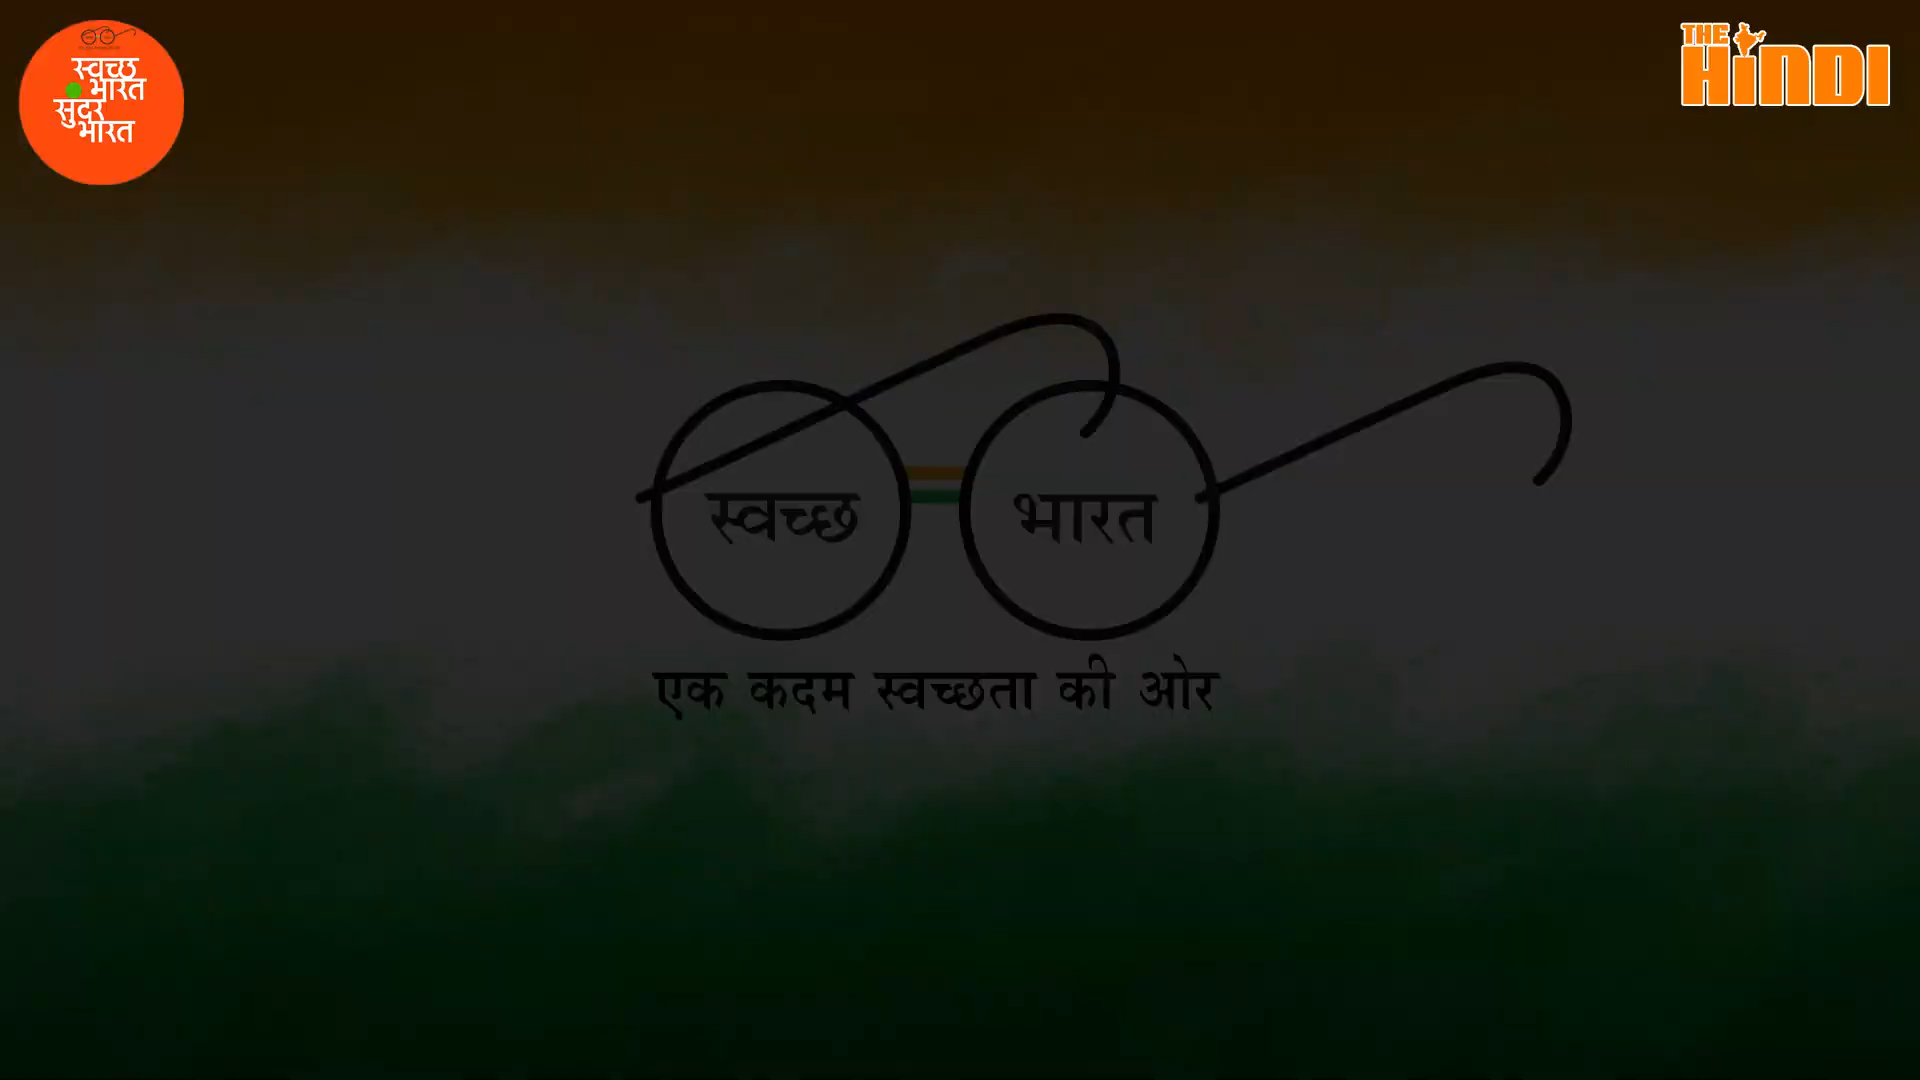 स्वच्छ
भारत
सुंदर
भारत
THE
HiNDI
स्वच्छ भारत
एक कदम स्वच्छता की ओर